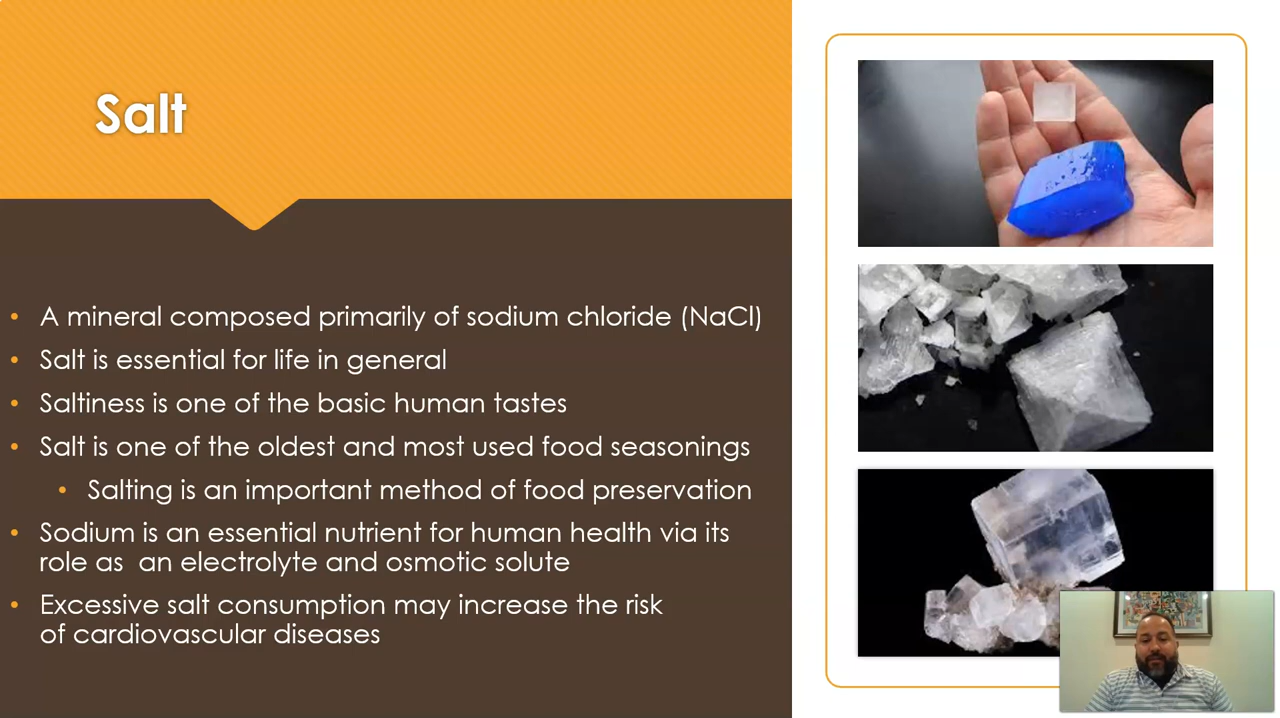 Salt
• A mineral composed primarily of sodium chloride (NaCl)
• Salt is essential for life in general
• Saltiness is one of the basic human tastes
• Salt is one of the oldest and most used food seasonings
• Salting is an important method of food preservation
• Sodium is an essential nutrient for human health via its
role as  an electrolyte and osmotic solute
• Excessive salt consumption may increase the risk
of cardiovascular diseases